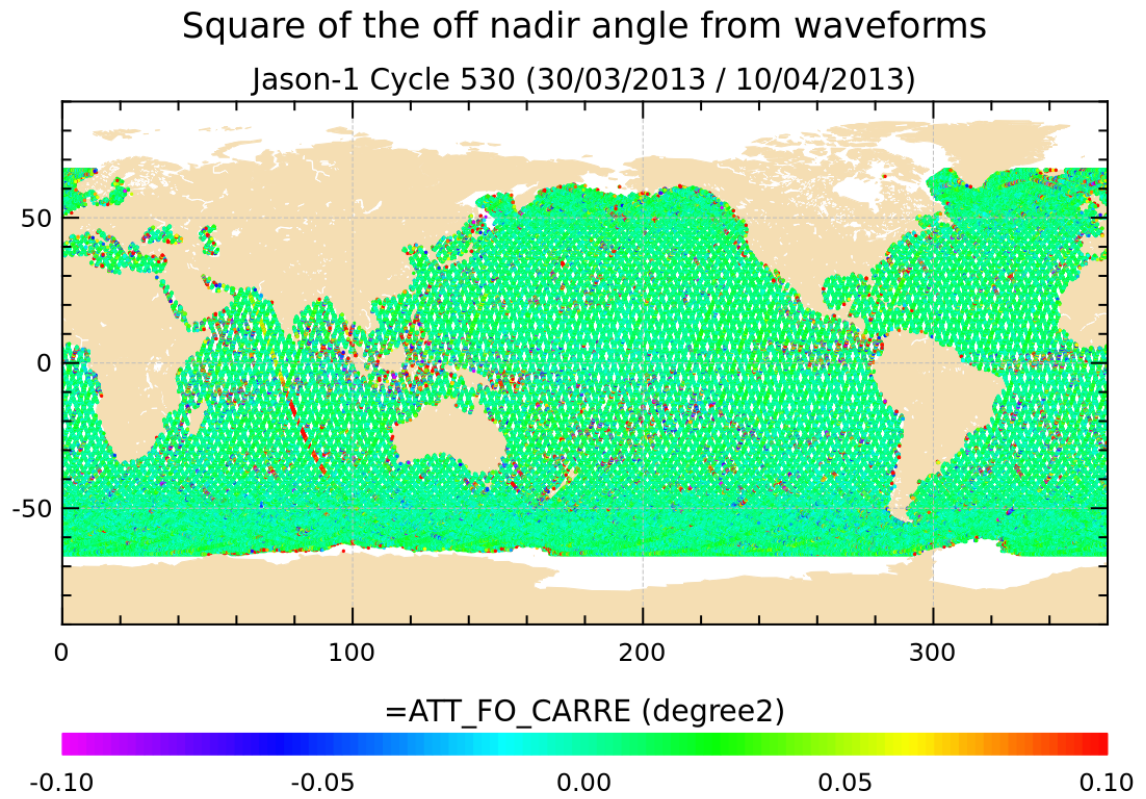 Square of the off nadir angle from waveforms
Jason-1 Cycle 530 (30/03/2013 / 10/04/2013)
50
0
-50
0 100 200 300
=ATT_FO_CARRE (degree2)
-0.10 -0.05 0.00 0.05 0.10